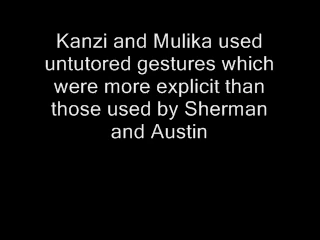 Kanzi and Mulika used
untutored gestures which
were more explicit than
those used by Sherman
and Austin